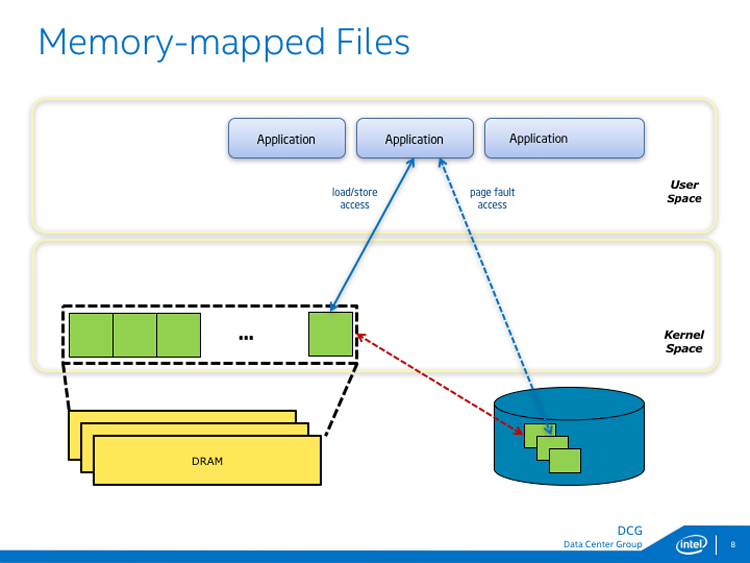 Memory-mapped Files
Application
Application
Application
load/store
access
page fault
access
User
Space
...
Kernel
Space
DRAM
DCG
Data Center Group
intel
8